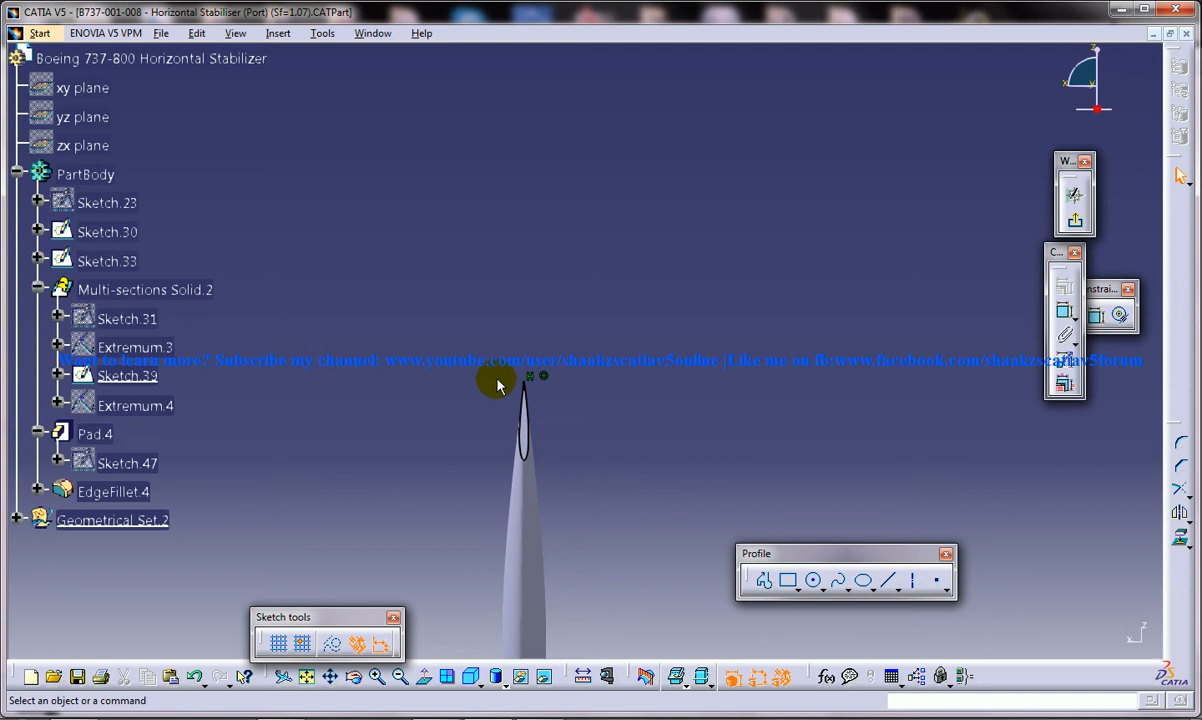 CATIA V5 - [B737-001-008 - Horizontal Stabiliser (Port) (Sf=1.07).CATPart]
Start ENOVIA V5 VPM File Edit View Insert Tools Window Help
Boeing 737-800 Horizontal Stabilizer
xy plane
yz plane
zx plane
PartBody
Sketch.23
Sketch.30
Sketch.33
Multi-sections Solid.2
Sketch.31
Extremum.3
Want to learn more? Subscribe my channel: www.youtube.com/user/shaakzscatiav5online |Like me on fb:www.facebook.com/shaakzscatiav5forum
Sketch.39
Extremum.4
Pad.4
Sketch.47
EdgeFillet.4
Geometrical Set.2
z
x
y
W...
C...
nstrai...
H
Profile
Sketch tools
z
x
f(x)
Select an object or a command